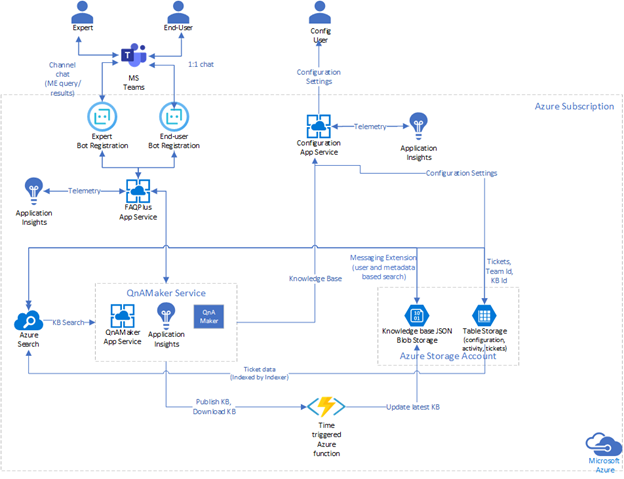 Expert
End-User
Config
User
MS
Teams
Channel
chat
(ME query/
results)
1:1 chat
Configuration
Settings
Azure Subscription
Expert
Bot Registration
End-user
Bot Registration
Configuration
App Service
Telemetry
Application
Insights
Configuration Settings
Application
Insights
Telemetry
FAQPlus
App Service
Messaging Extension
(user and metadata
based search)
Tickets,
Team Id,
KB Id
Knowledge Base
QnAMaker Service
QnA
Maker
Azure
Search
KB Search
QnAMaker
App Service
Application
Insights
Knowledge base JSON
Blob Storage
Table Storage
(configuration,
activity, tickets)
Azure Storage Account
Ticket data
(Indexed by Indexer)
Publish KB,
Download KB
Update latest KB
Time
triggered
Azure
function
Microsoft
Azure